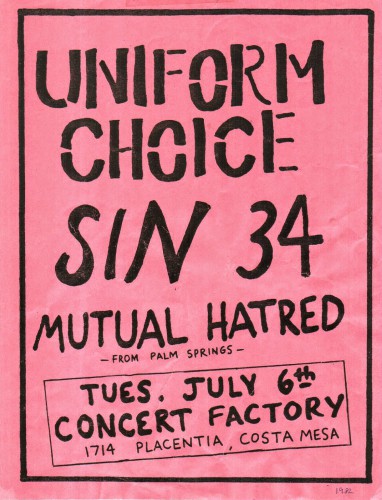 UNIFORM
CHOICE
SIN 34
MUTUAL HATRED
- FROM PALM SPRINGS -
TUES. JULY 6th
CONCERT FACTORY
1714 PLACENTIA, COSTA MESA
1982